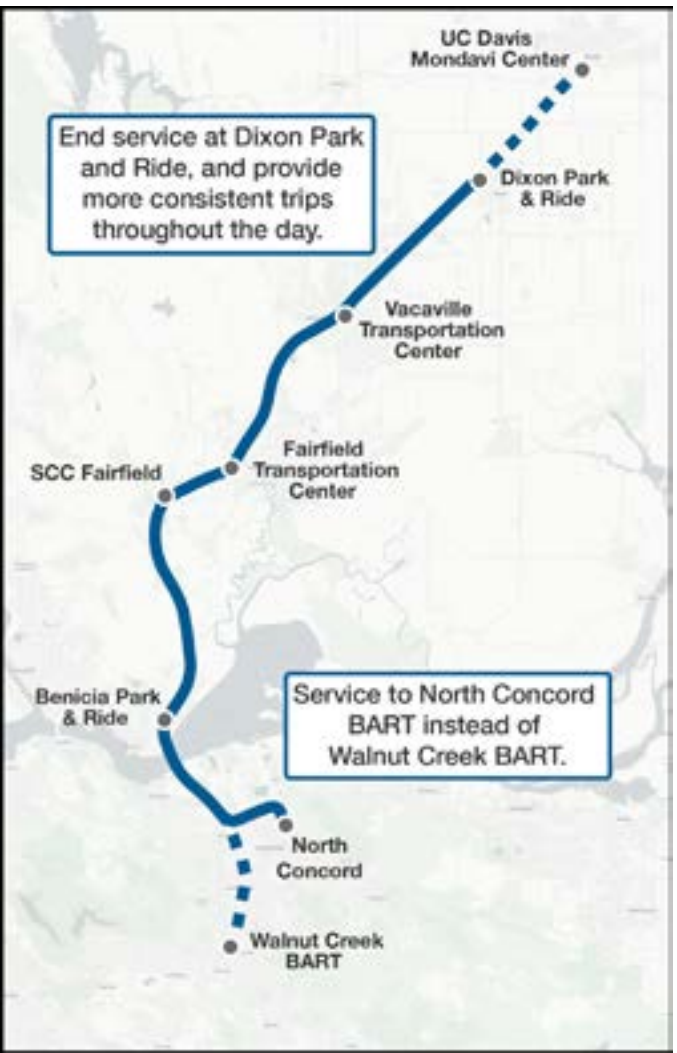 UC Davis
Mondavi Center
End service at Dixon Park
and Ride, and provide
more consistent trips
throughout the day.
Dixon Park
& Ride
Vacaville
Transportation
Center
Fairfield
Transportation
Center
SCC Fairfield
Benicia Park
& Ride
Service to North Concord
BART instead of
Walnut Creek BART.
North
Concord
Walnut Creek
BART